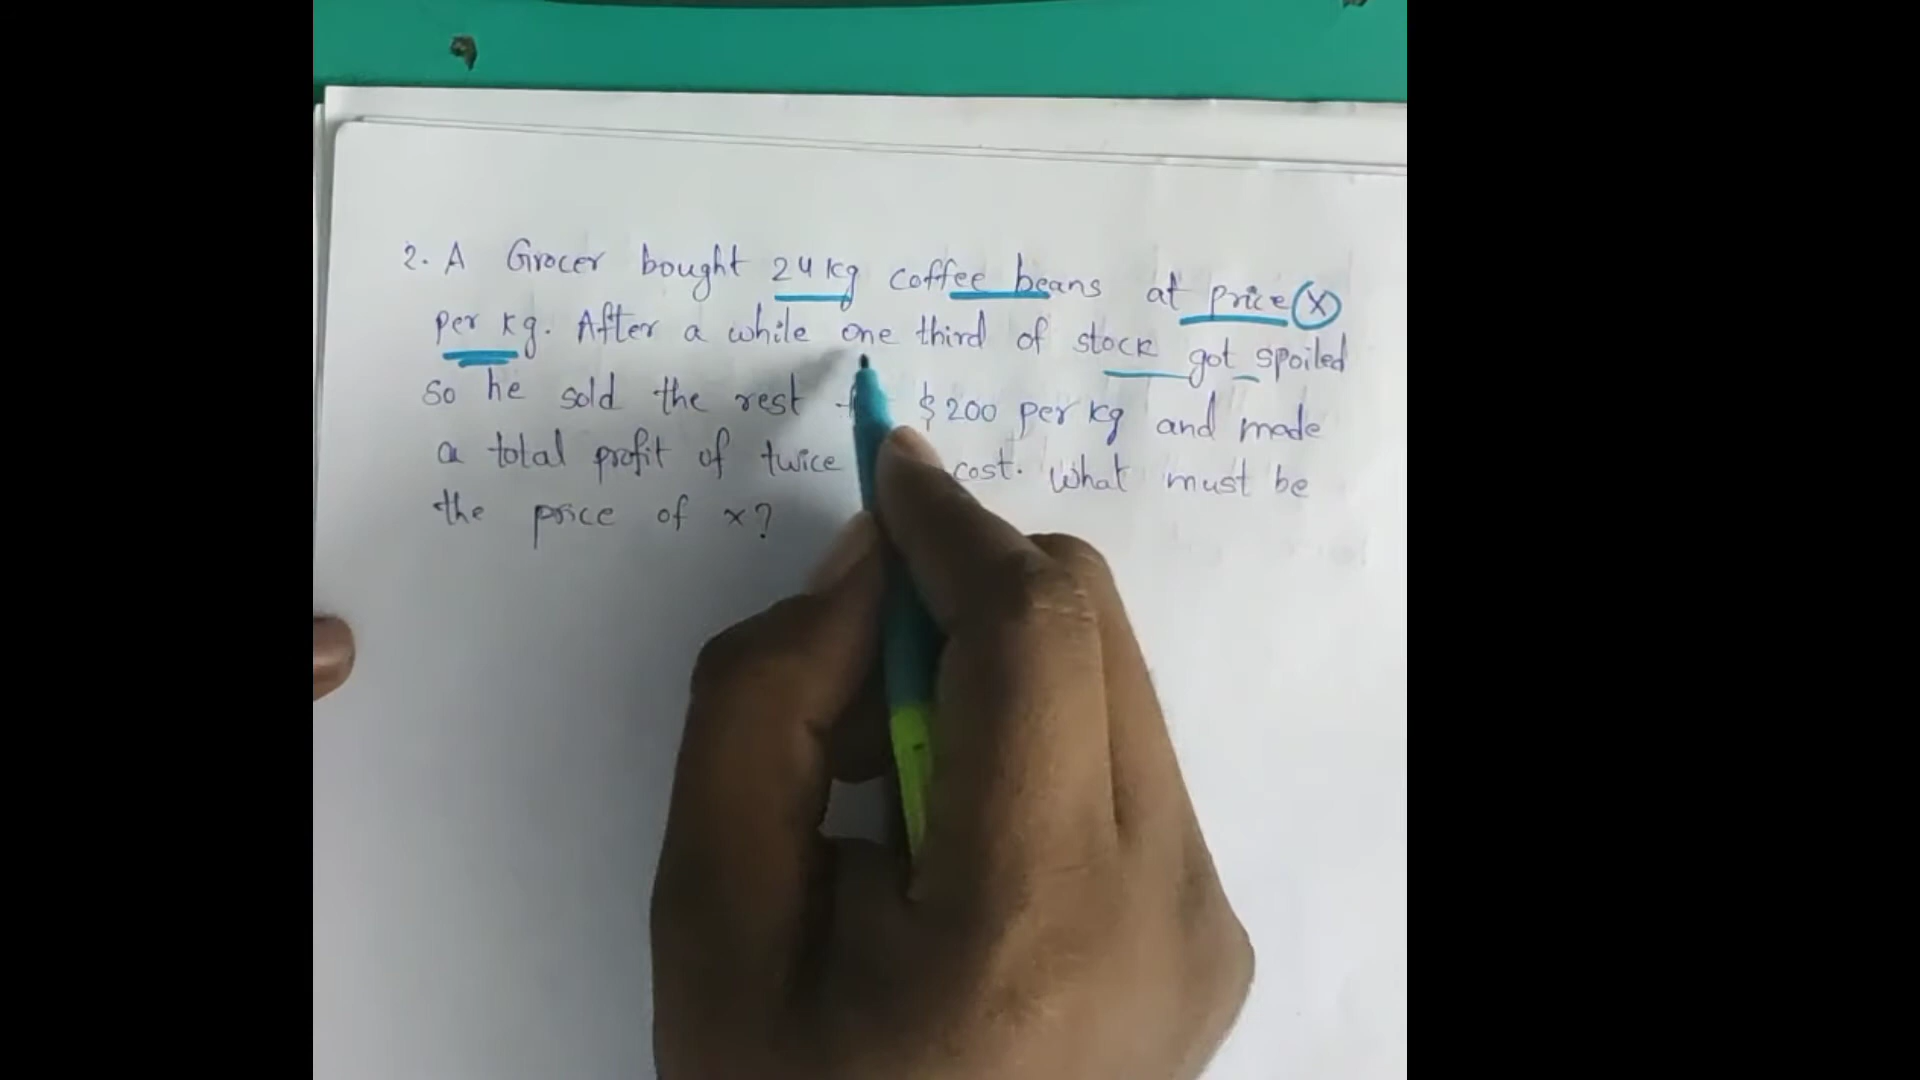 2. A Grocer bought 24 kg coffee beans at price x
per kg. After a while one third of stock got spoiled
so he sold the rest $200 per kg and made
a total profit of twice cost. What must be
the price of x?